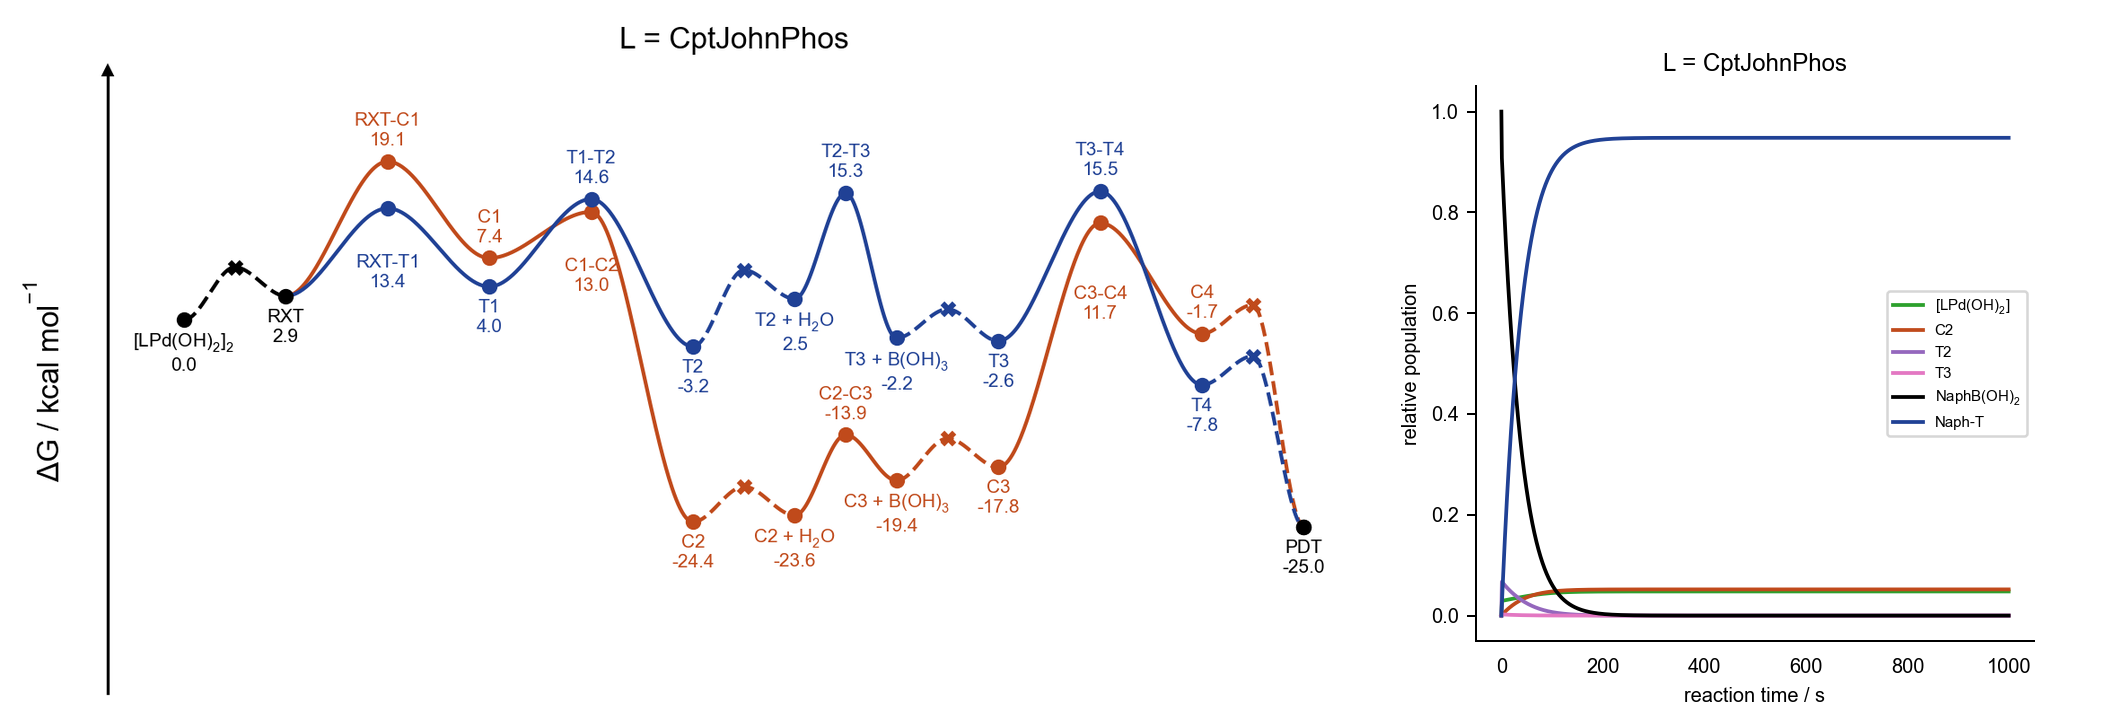 L = CptJohnPhos
ΔG / kcal mol⁻¹
[LPd(OH)₂]₂
0.0
RXT
2.9
RXT-C1
19.1
RXT-T1
13.4
C1
7.4
T1
4.0
T1-T2
14.6
C1-C2
13.0
T2
-3.2
C2
-24.4
T2 + H₂O
2.5
C2 + H₂O
-23.6
T2-T3
15.3
C2-C3
-13.9
T3 + B(OH)₃
-2.2
C3 + B(OH)₃
-19.4
T3
-2.6
C3
-17.8
T3-T4
15.5
C3-C4
11.7
C4
-1.7
T4
-7.8
PDT
-25.0
L = CptJohnPhos
relative population
1.0
0.8
0.6
0.4
0.2
0.0
[LPd(OH)₂]
C2
T2
T3
NaphB(OH)₂
Naph-T
0 200 400 600 800 1000
reaction time / s